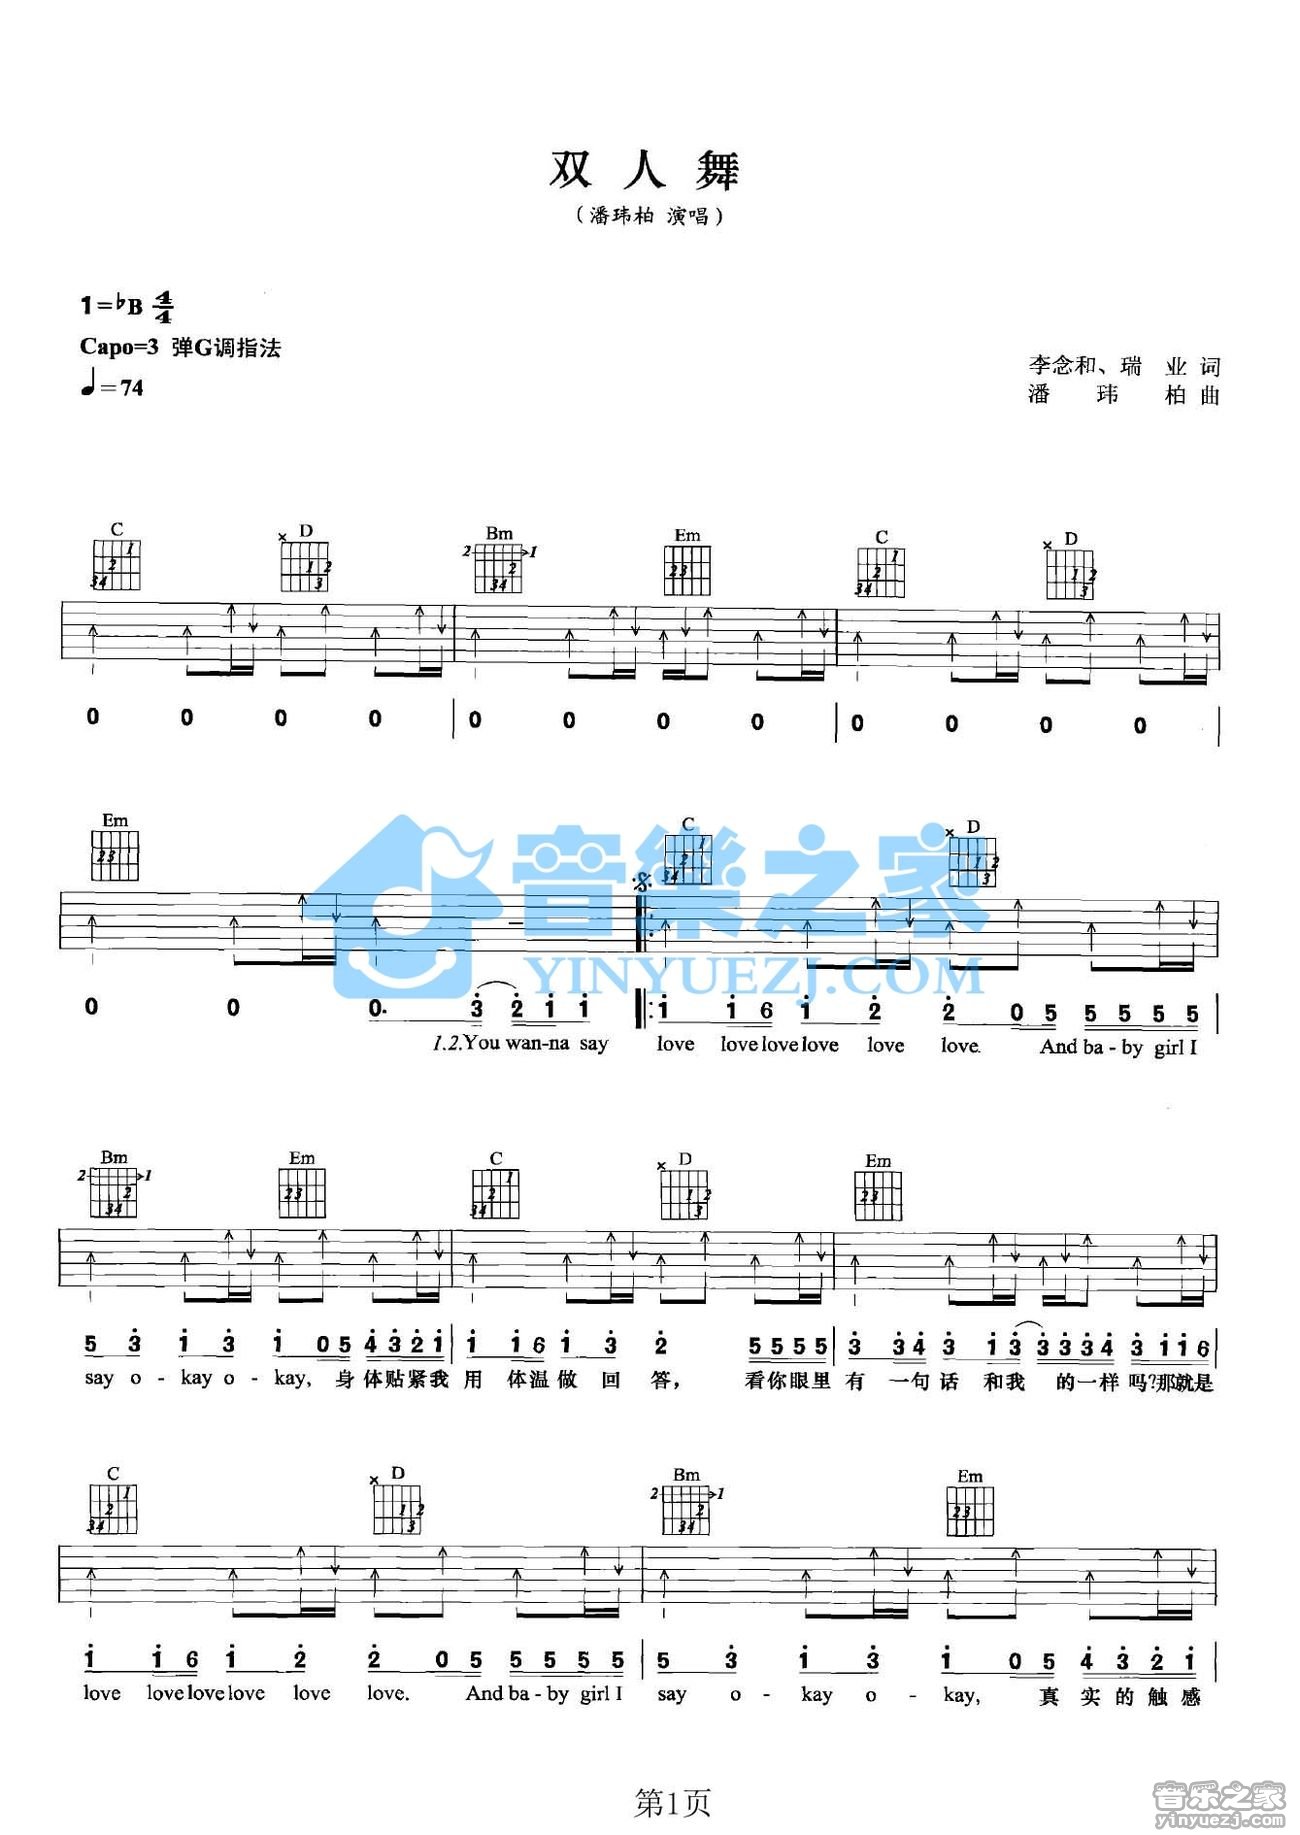 双 人 舞
（潘玮柏 演唱）
1=♭B 4/4
Capo=3 弹G调指法
♩=74
李念和、瑞 业 词
潘 玮 柏 曲
C D Bm Em C D
× 2 1 ×
0 0 0 0 | 0 0 0 0 | 0 0 0 0 |
Em C D
音樂之家
YINYUEZJ.COM
0 0 0. 3 2 1 1 1 1 6 1 2 2 0 5 5 5 5 5
1.2.You wan-na say love love love love love love. And ba-by girl I
Bm Em C D Em
5 3 1 3 1 0 5 4 3 2 1 | 1 1 6 1 3 2 5 5 5 5 | 3 3 4 3 1 3 3 3 3 4 3 1 1 6
say o - kay o - kay, 身体贴紧我 用 体温做 回 答， 看你眼里 有 一句 话 和我 的一样吗?那就是
C D Bm Em
1 1 6 1 2 2 0 5 5 5 5 5 | 5 3 1 3 1 0 5 4 3 2 1
love love love love love love. And ba-by girl I say o - kay o - kay, 真 实 的 触 感
第1页
音乐之家
yinyuezj.com